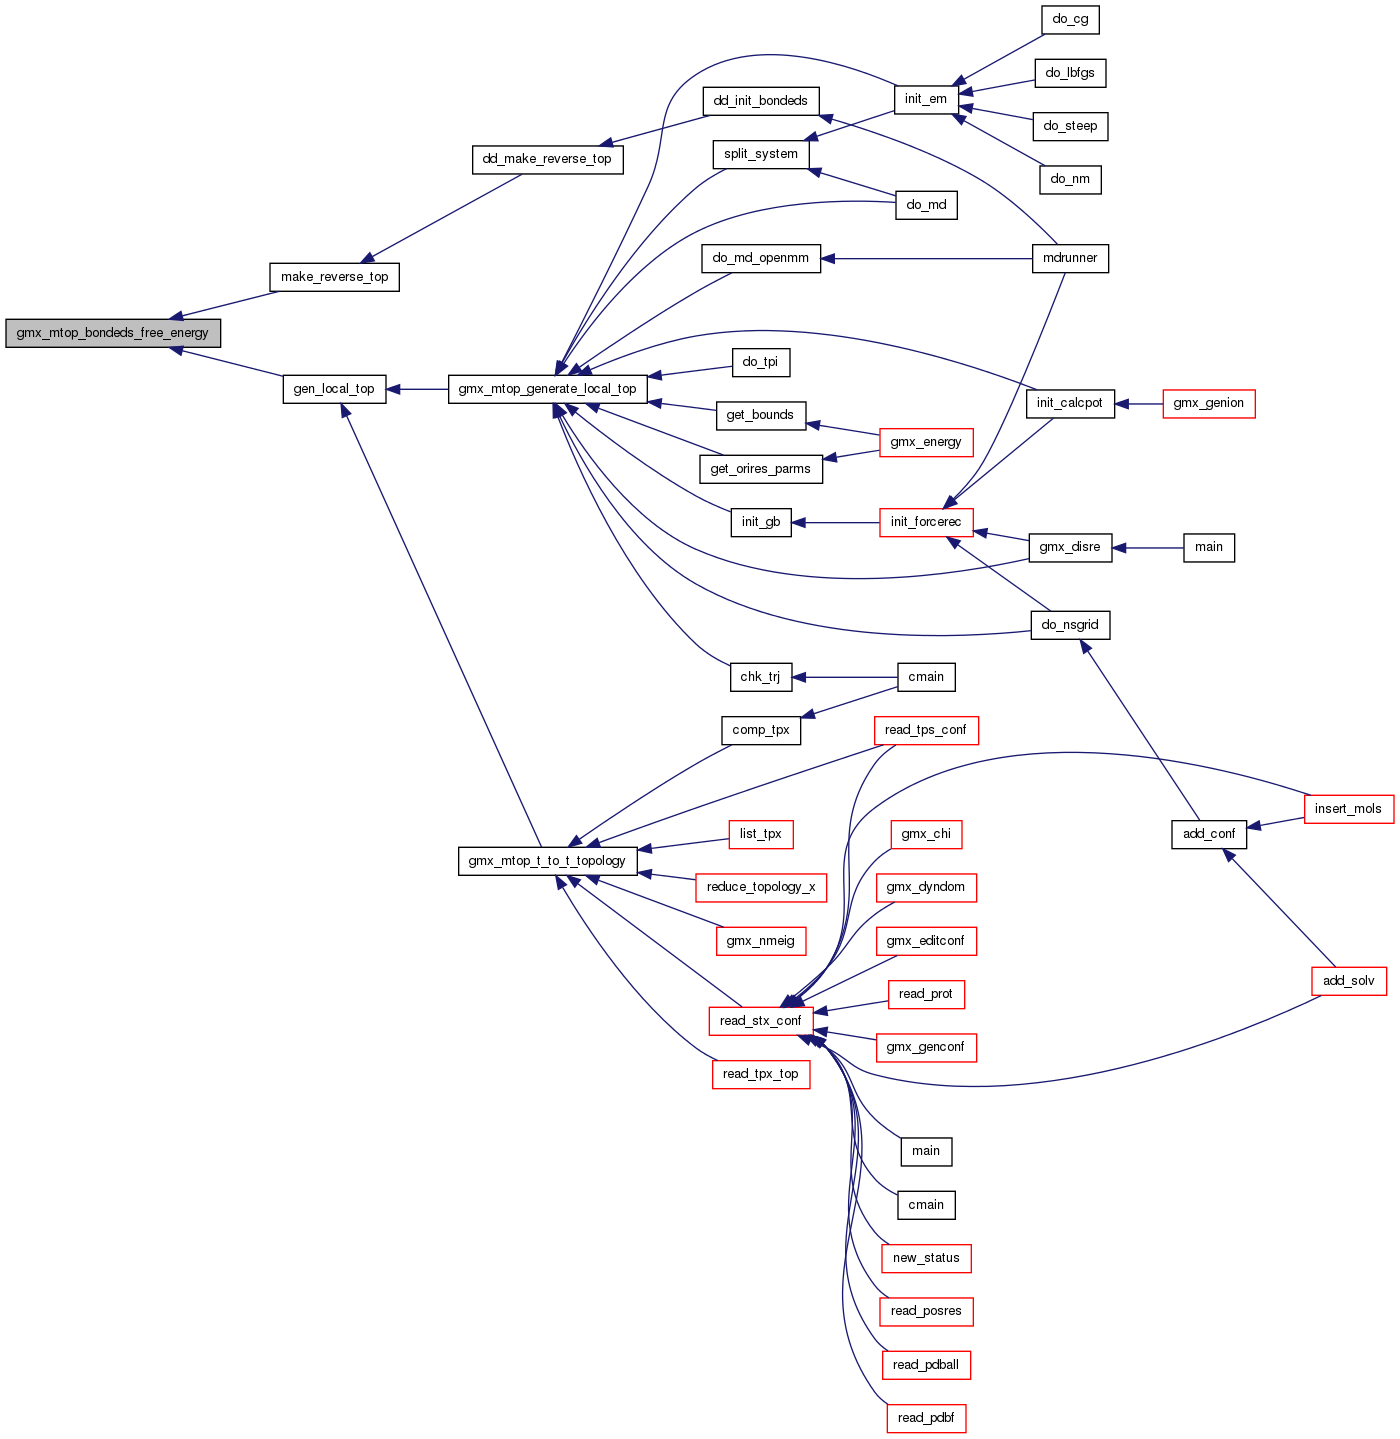 do_cg
do_lbfgs
init_em
dd_init_bondeds
do_steep
split_system
dd_make_reverse_top
do_nm
do_md
do_md_openmm
mdrunner
make_reverse_top
gmx_mtop_bondeds_free_energy
do_tpi
gen_local_top
gmx_mtop_generate_local_top
init_calcpot
gmx_genion
get_bounds
gmx_energy
get_orires_parms
init_gb
init_forcerec
gmx_disre
main
do_nsgrid
chk_trj
cmain
comp_tpx
read_tps_conf
insert_mols
list_tpx
gmx_chi
add_conf
gmx_mtop_t_to_t_topology
reduce_topology_x
gmx_dyndom
gmx_nmeig
gmx_editconf
add_solv
read_prot
read_stx_conf
gmx_genconf
read_tpx_top
main
cmain
new_status
read_posres
read_pdball
read_pdbf